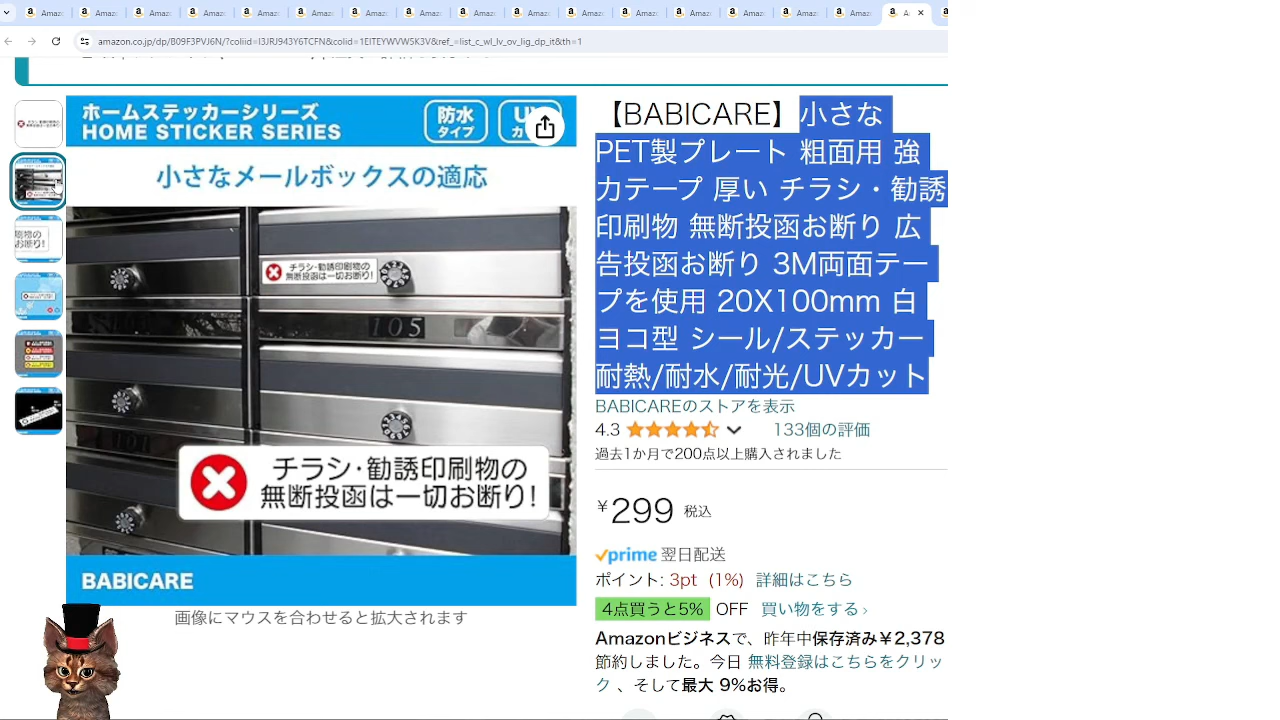 amazon.co.jp/dp/B09F3PVJ6N/?coliid=I3JRJ943Y6TCFN&colid=1EITEYWVW5K3V&ref_=list_c_wl_lv_ov_lig_dp_it&th=1
ホームステッカーシリーズ
HOME STICKER SERIES
防水
タイプ
小さなメールボックスの適応
チラシ・勧誘印刷物の
無断投函は一切お断り!
105
101
チラシ・勧誘印刷物の
無断投函は一切お断り!
BABICARE
画像にマウスを合わせると拡大されます
【BABICARE】 小さな
PET製プレート 粗面用 強
力テープ 厚い チラシ・勧誘
印刷物 無断投函お断り 広
告投函お断り 3M両面テー
プを使用 20X100mm 白
ヨコ型 シール/ステッカー
耐熱/耐水/耐光/UVカット
BABICAREのストアを表示
4.3 133個の評価
過去1か月で200点以上購入されました
¥299 税込
prime 翌日配送
ポイント: 3pt (1%) 詳細はこちら
4点買うと5% OFF 買い物をする ›
Amazonビジネスで、昨年中保存済み¥2,378
節約しました。今日 無料登録はこちらをクリッ
ク 、そして最大 9%お得。